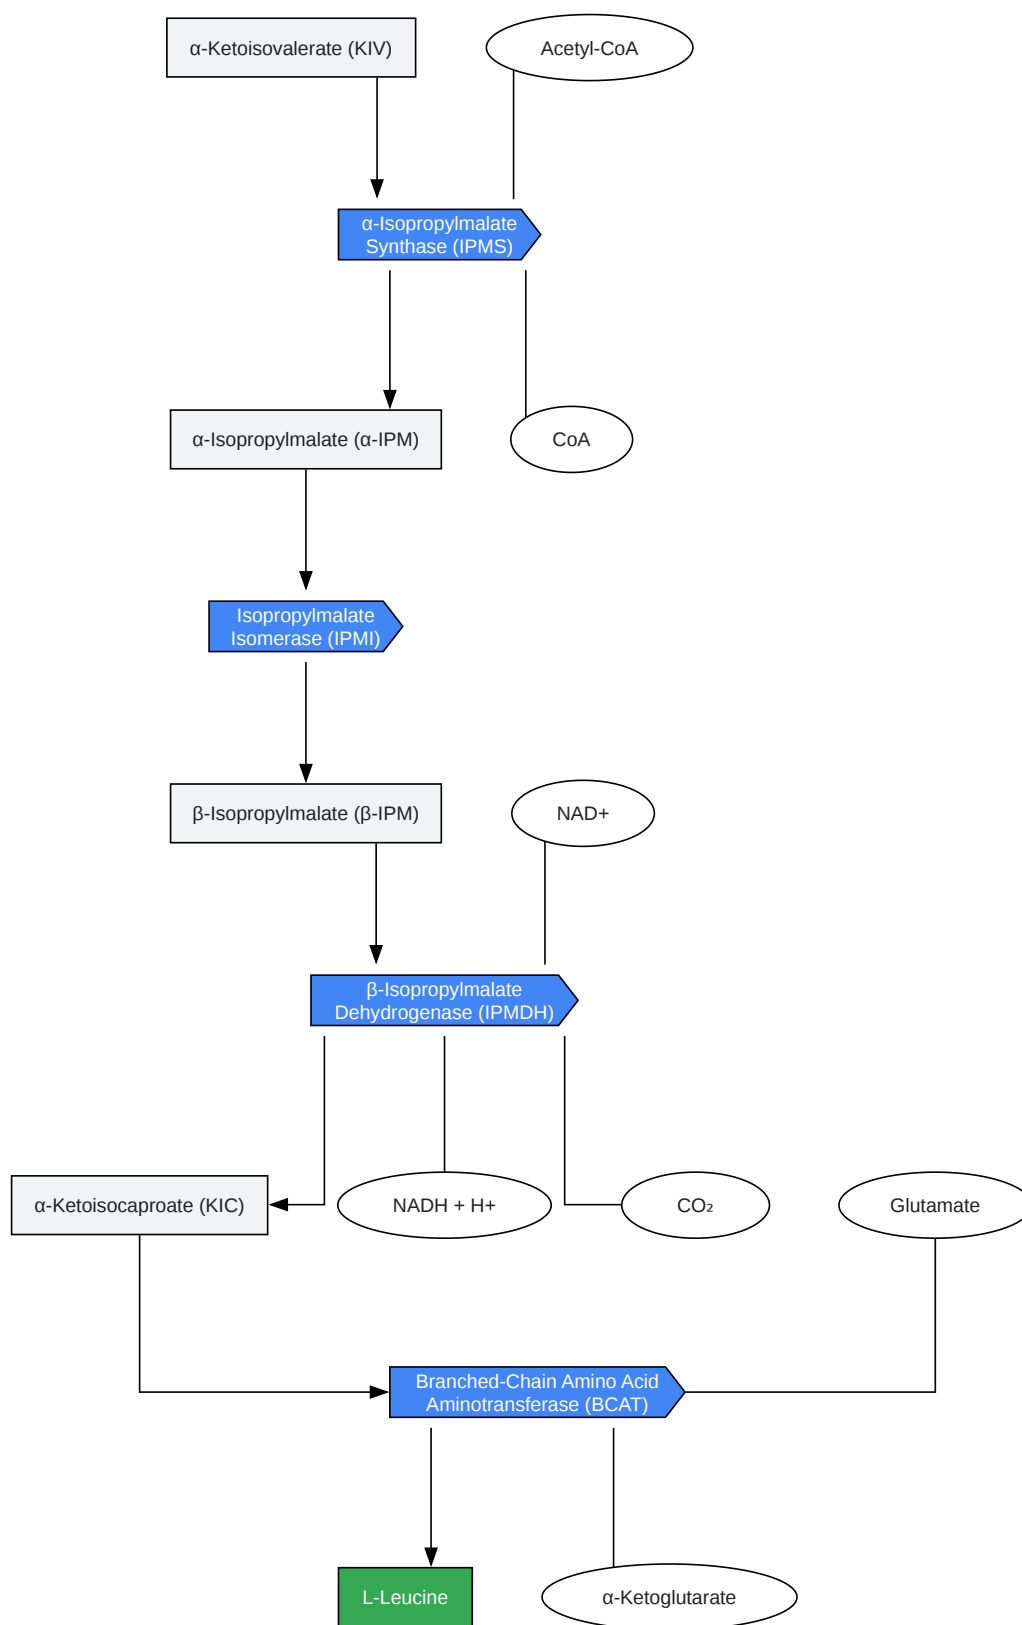 α-Ketoisovalerate (KIV)
Acetyl-CoA
α-Isopropylmalate
Synthase (IPMS)
α-Isopropylmalate (α-IPM)
CoA
Isopropylmalate
Isomerase (IPMI)
β-Isopropylmalate (β-IPM)
NAD+
β-Isopropylmalate
Dehydrogenase (IPMDH)
α-Ketoisocaproate (KIC)
NADH + H+
CO₂
Glutamate
Branched-Chain Amino Acid
Aminotransferase (BCAT)
L-Leucine
α-Ketoglutarate